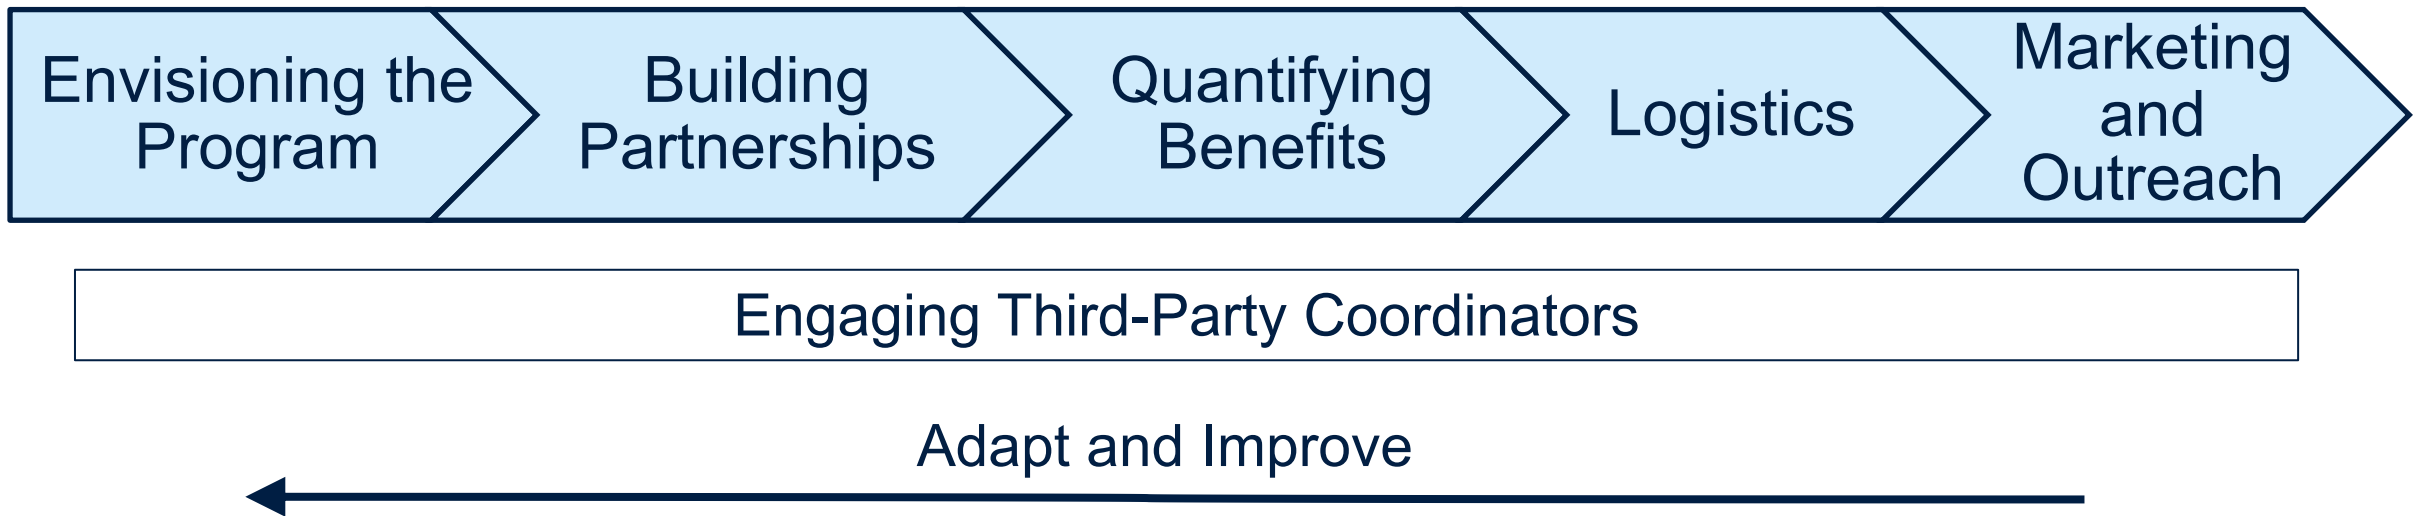 Envisioning the
Program
Building
Partnerships
Quantifying
Benefits
Logistics
Marketing
and
Outreach
Engaging Third-Party Coordinators
Adapt and Improve